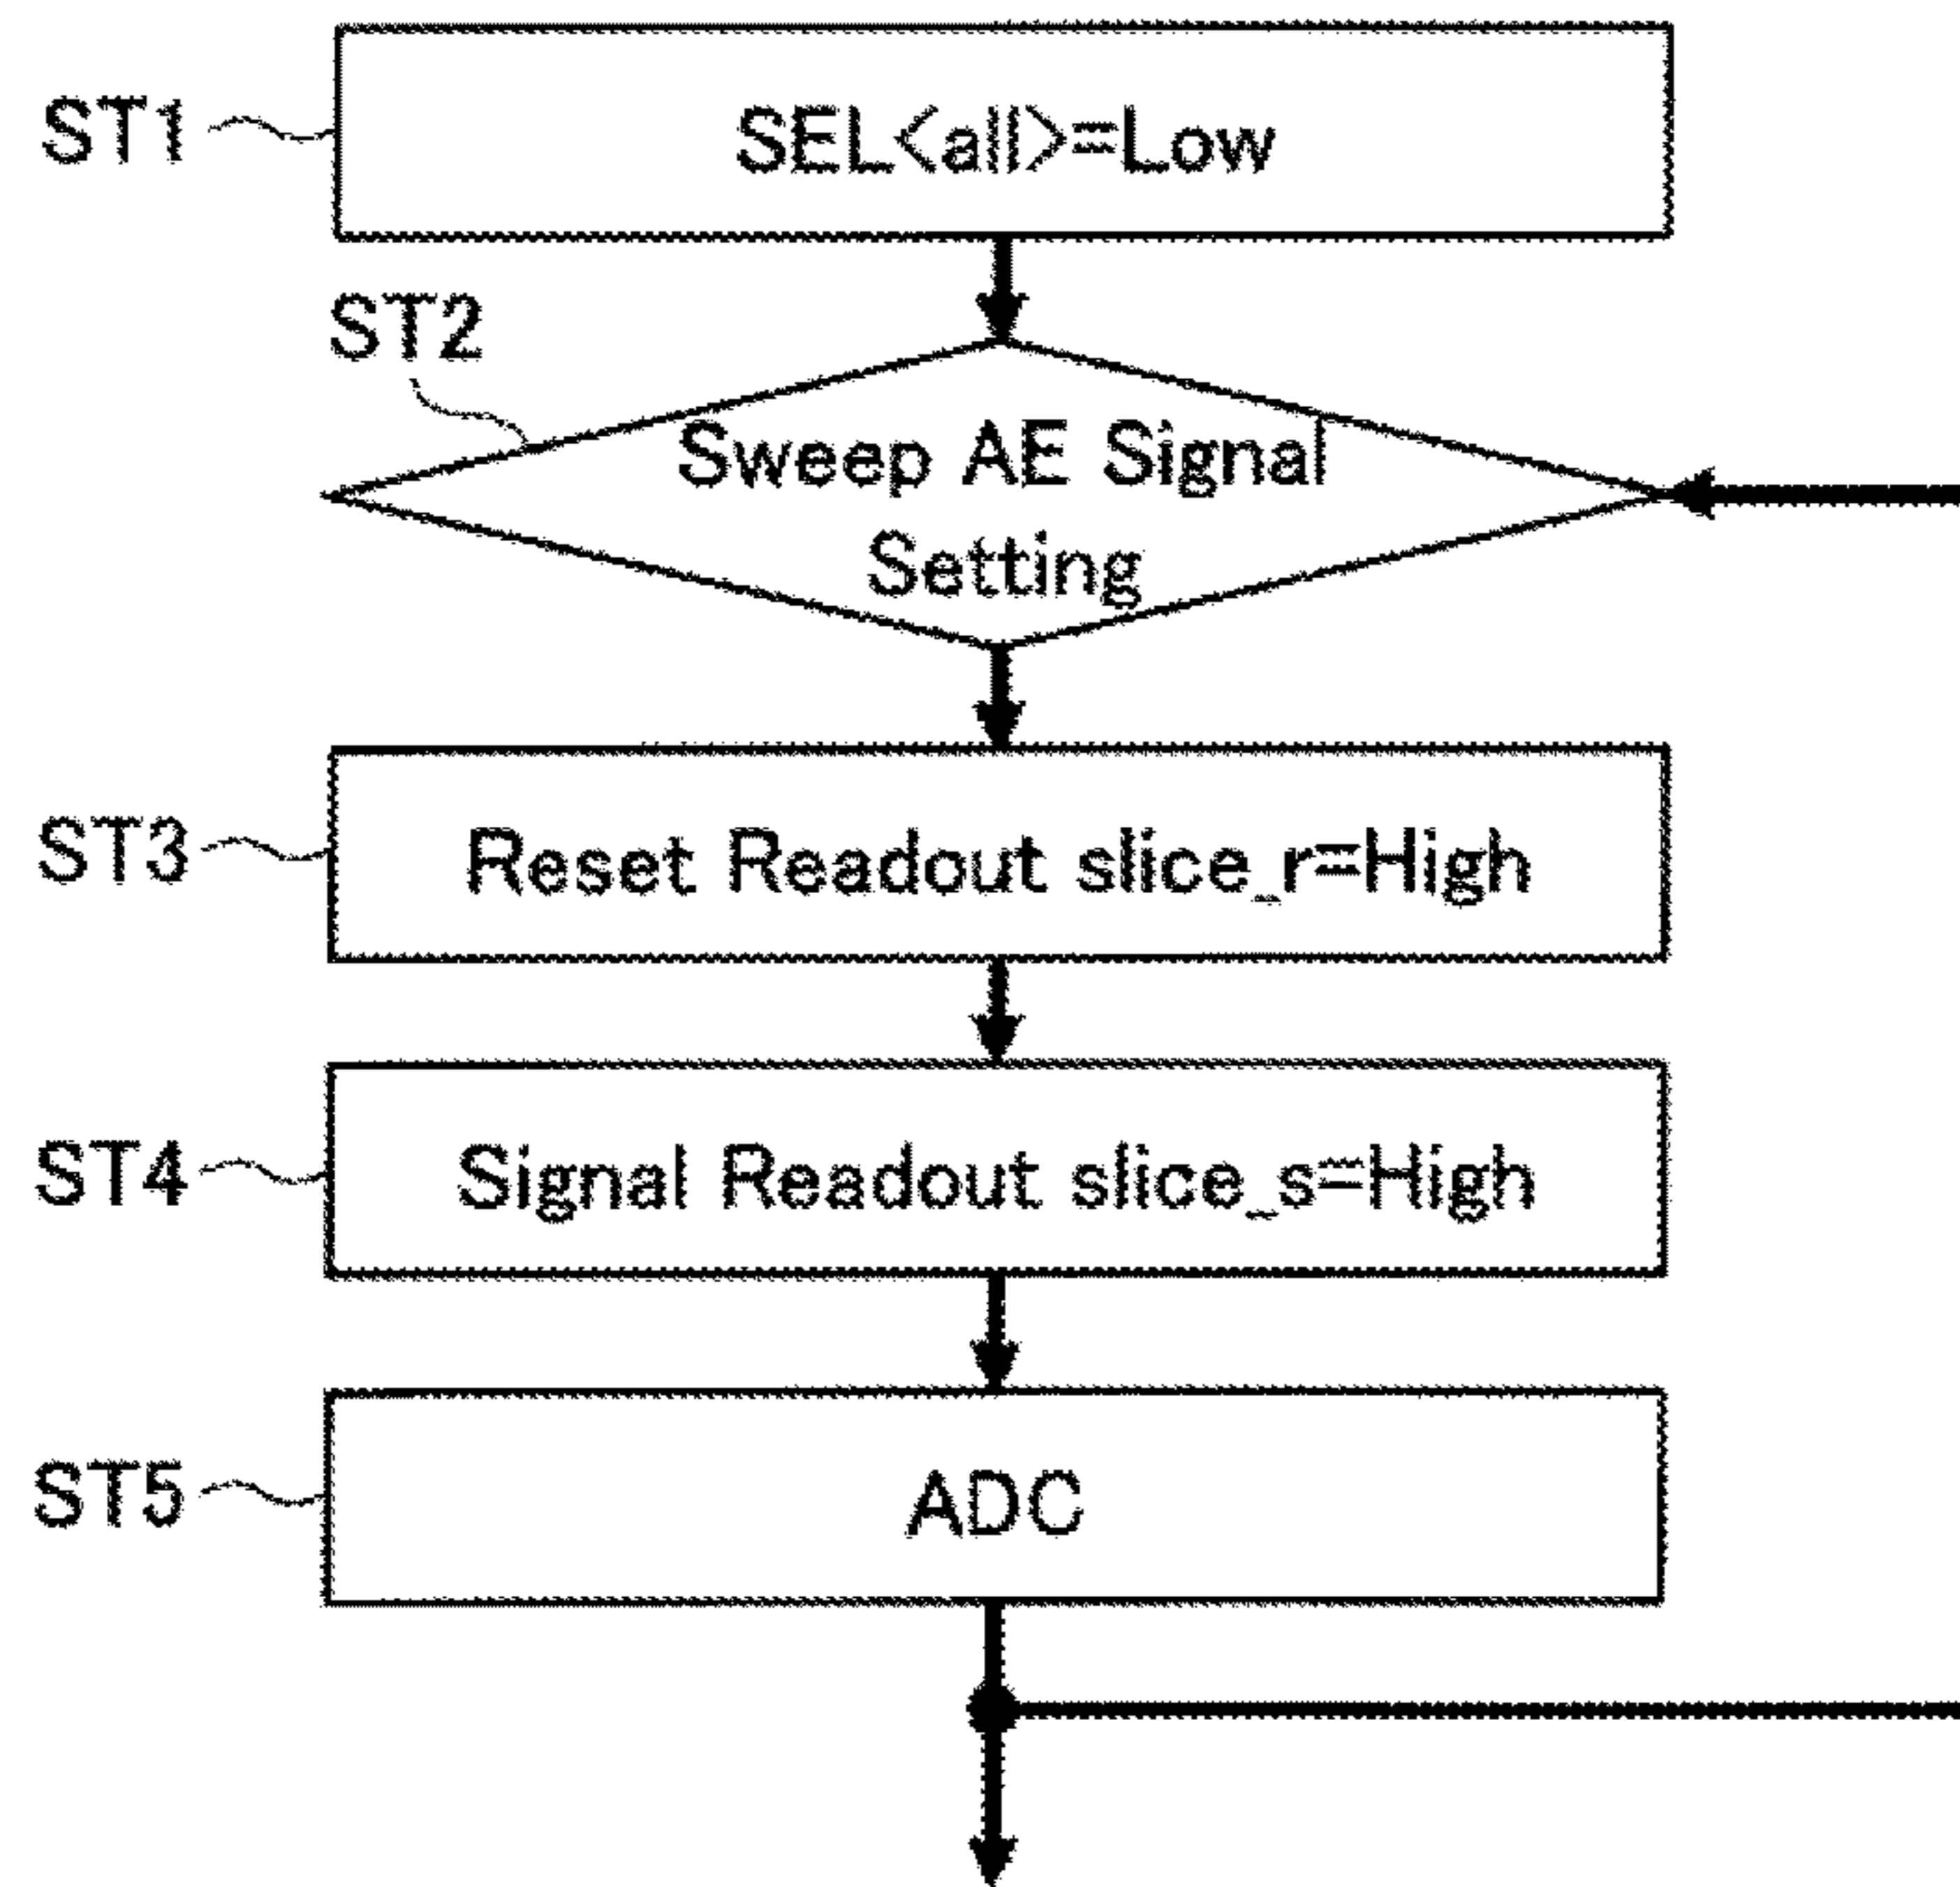 ST1
SEL<all>=Low
ST2
Sweep AE Signal
Setting
ST3
Reset Readout slice_r=High
ST4
Signal Readout slice_s=High
ST5
ADC